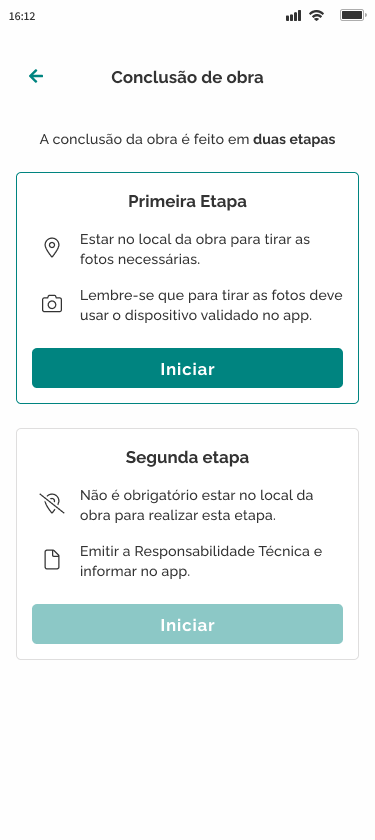 16:12
Conclusão de obra
A conclusão da obra é feito em duas etapas
Primeira Etapa
Estar no local da obra para tirar as
fotos necessárias.
Lembre-se que para tirar as fotos deve
usar o dispositivo validado no app.
Iniciar
Segunda etapa
Não é obrigatório estar no local da
obra para realizar esta etapa.
Emitir a Responsabilidade Técnica e
informar no app.
Iniciar